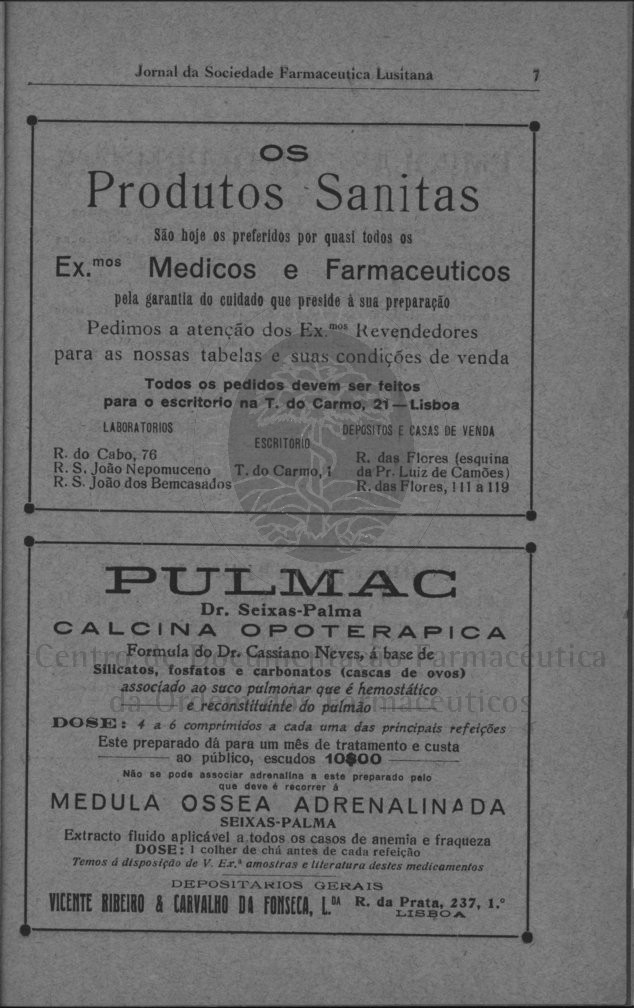 Jornal da Sociedade Farmaceutica Lusitana 7
OS
Produtos Sanitas
São hoje os preferidos por quasi todos os
Ex.mos Medicos e Farmaceuticos
pela garantia do cuidado que preside à sua preparação
Pedimos a atenção dos Ex.mos Revendedores
para as nossas tabelas e suas condições de venda
Todos os pedidos devem ser feitos
para o escritorio na T. do Carmo, 21—Lisboa
LABORATORIOS
R. do Cabo, 76
R. S. João Nepomuceno
R. S. João dos Bemcasados
ESCRITORIO
T. do Carmo, 1
DEPOSITOS E CASAS DE VENDA
R. das Flores (esquina
da Pr. Luiz de Camões)
R. das Flores, 111 a 119
PULMAC
Dr. Seixas-Palma
CALCINA OPOTERAPICA
Formula do Dr. Cassiano Neves, á base de
Silicatos, fosfatos e carbonatos (cascas de ovos)
associado ao suco pulmonar que é hemostático
e reconstituinte do pulmão
DOSE: 4 a 6 comprimidos a cada uma das principais refeições
Este preparado dá para um mês de tratamento e custa
ao público, escudos 10$00
Não se pode associar adrenalina a este preparado pelo
que deve é recorrer á
MEDULA OSSEA ADRENALINADA
SEIXAS-PALMA
Extracto fluido aplicável a todos os casos de anemia e fraqueza
DOSE: 1 colher de chá antes de cada refeição
Temos á disposição de V. Ex.ª amostras e literatura destes medicamentos
DEPOSITARIOS GERAIS
VICENTE RIBEIRO & CARVALHO DA FONSECA, L.DA R. da Prata, 237, 1.º
LISBOA
Centro de Documentação Farmacêutica
da Ordem dos Farmacêuticos